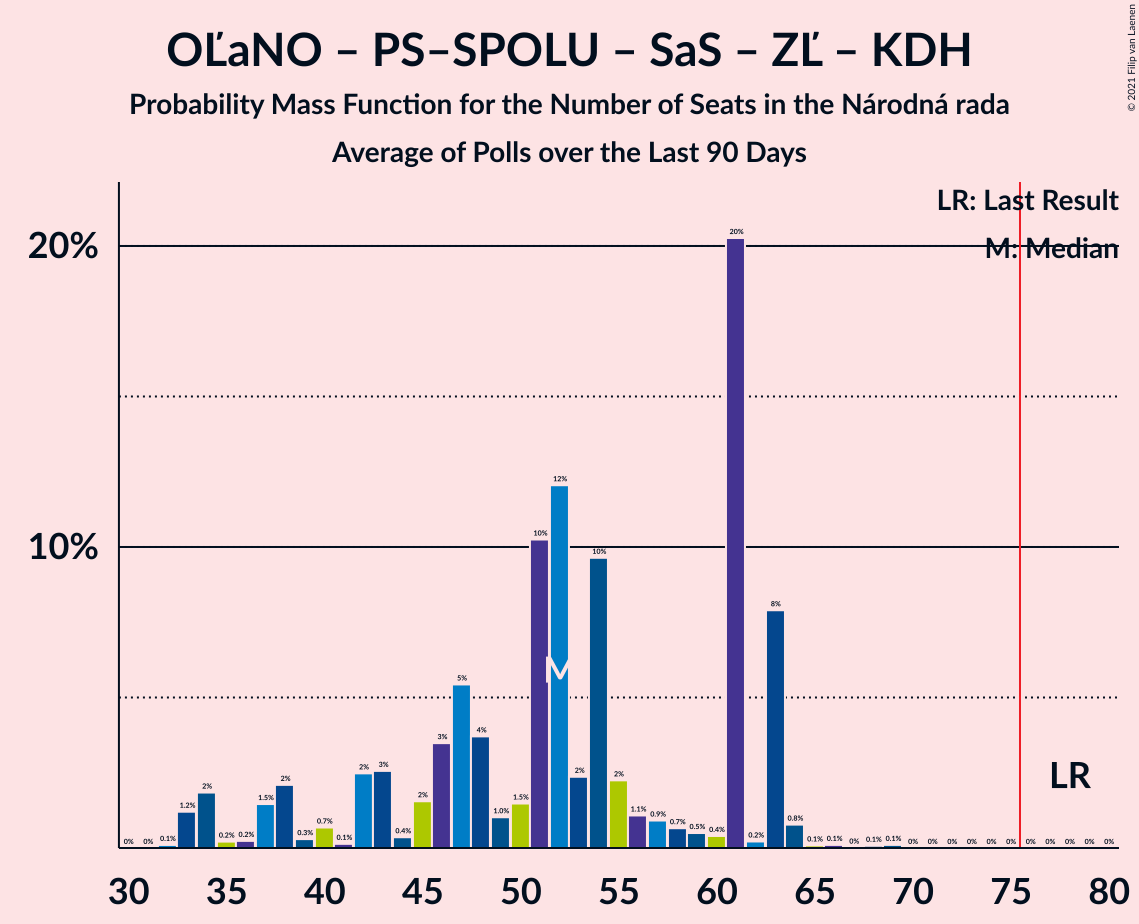 OĽaNO – PS–SPOLU – SaS – ZĽ – KDH
Probability Mass Function for the Number of Seats in the Národná rada
Average of Polls over the Last 90 Days
© 2021 Filip van Laenen
LR: Last Result
M: Median
20%
10%
0% 0% 0.1% 1.2% 2% 0.2% 0.2% 1.5% 2% 0.3% 0.7% 0.1% 2% 3% 0.4% 2% 3% 5% 4% 1.0% 1.5% 10% 12% 2% 10% 2% 1.1% 0.9% 0.7% 0.5% 0.4% 20% 0.2% 8% 0.8% 0.1% 0.1% 0% 0.1% 0.1% 0% 0% 0% 0% 0% 0% 0% 0% 0% 0% 0%
M
LR
30 35 40 45 50 55 60 65 70 75 80